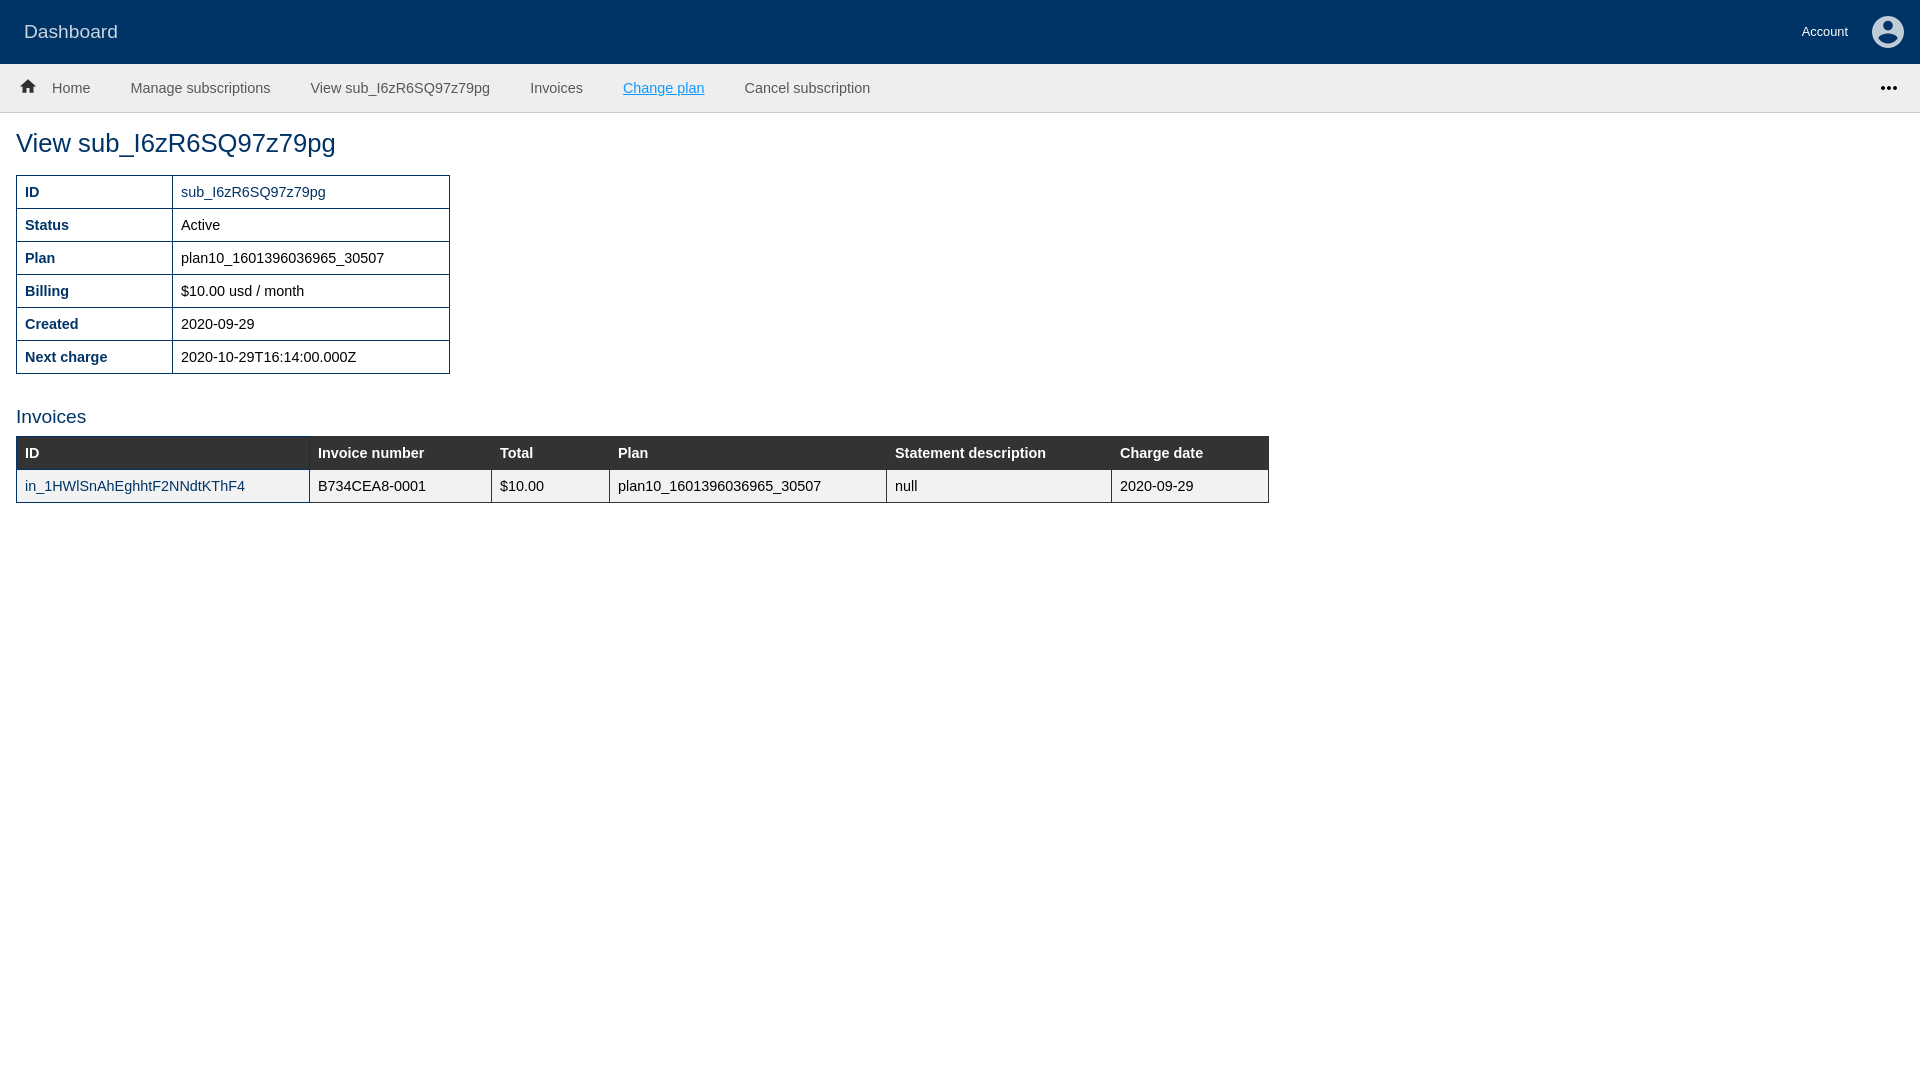 Dashboard
Account
Home Manage subscriptions View sub_I6zR6SQ97z79pg Invoices Change plan Cancel subscription
View sub_I6zR6SQ97z79pg
ID sub_I6zR6SQ97z79pg
Status Active
Plan plan10_1601396036965_30507
Billing $10.00 usd / month
Created 2020-09-29
Next charge 2020-10-29T16:14:00.000Z
Invoices
ID Invoice number Total Plan Statement description Charge date
in_1HWlSnAhEghhtF2NNdtKThF4 B734CEA8-0001 $10.00 plan10_1601396036965_30507 null 2020-09-29